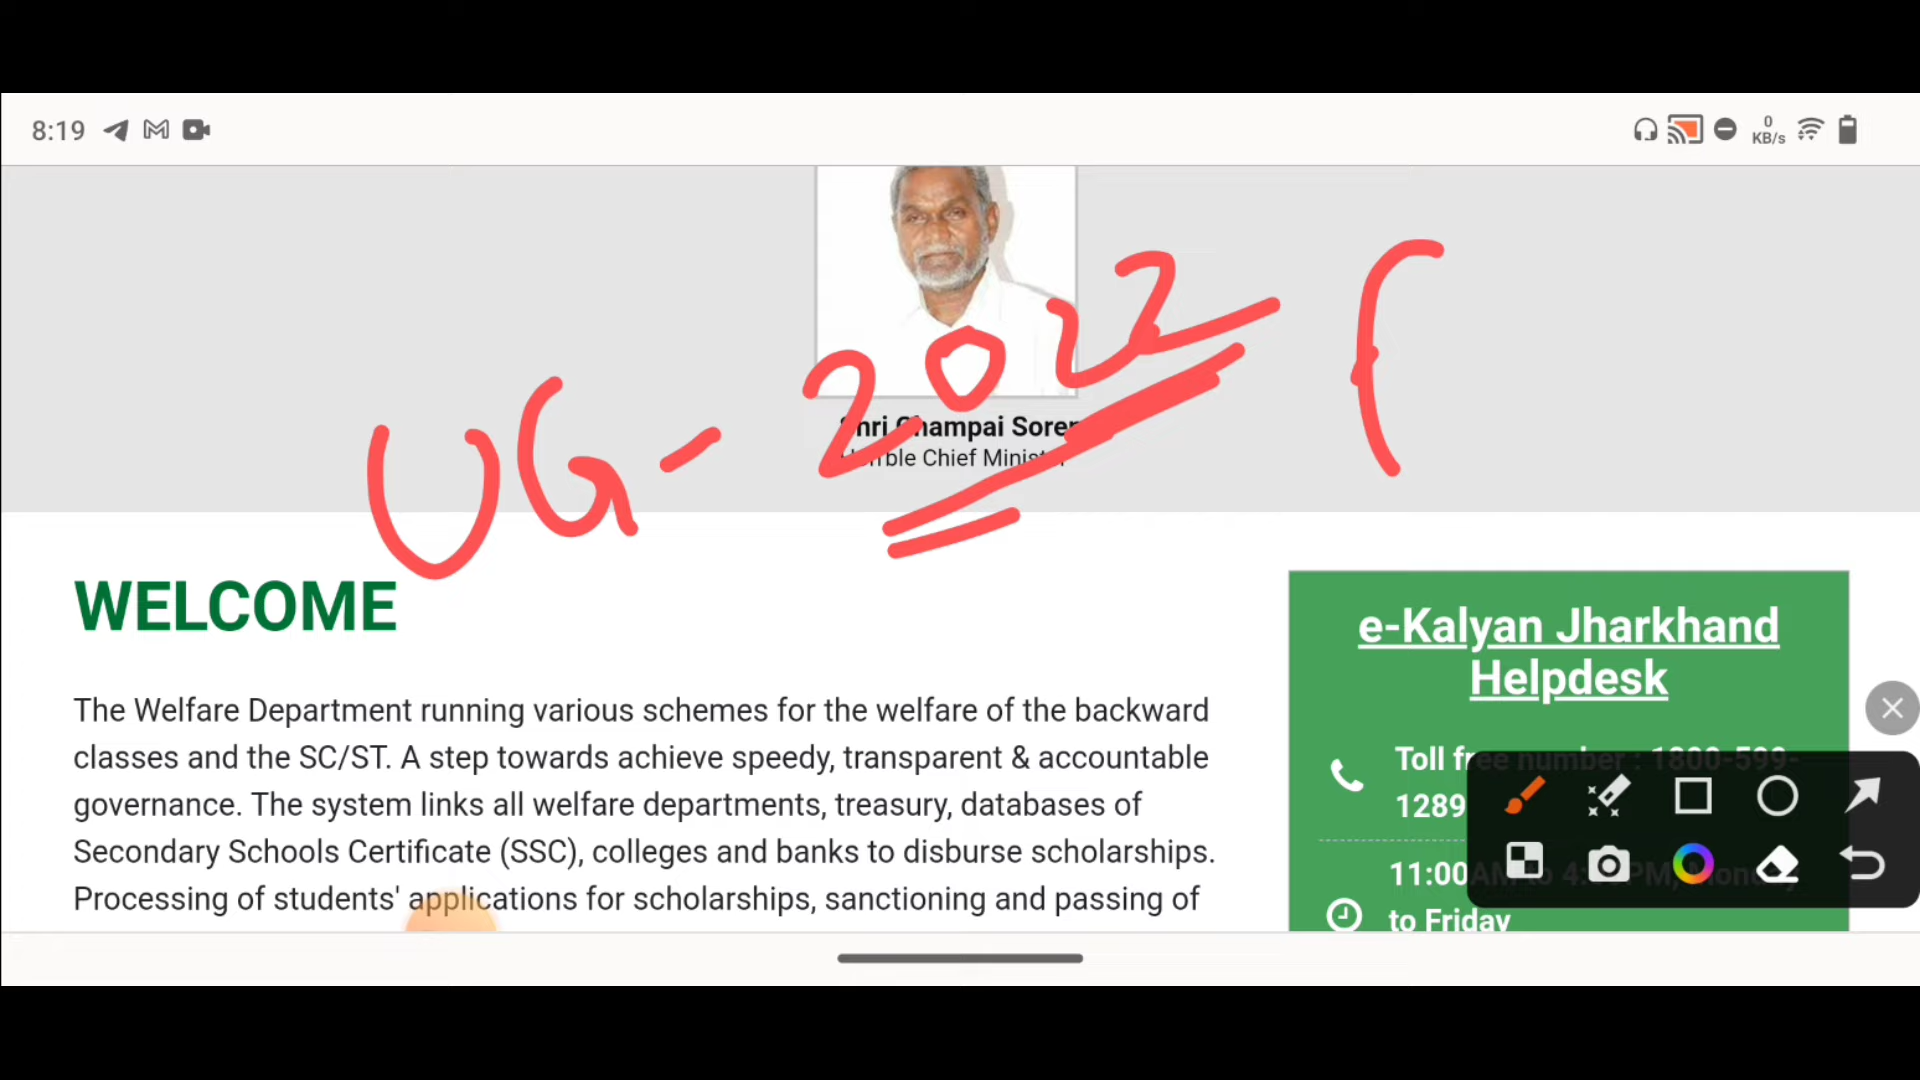 8:19
0
KB/s
UG-2022 (
Shri Champai Soren
Hon'ble Chief Minister
WELCOME
The Welfare Department running various schemes for the welfare of the backward
classes and the SC/ST. A step towards achieve speedy, transparent & accountable
governance. The system links all welfare departments, treasury, databases of
Secondary Schools Certificate (SSC), colleges and banks to disburse scholarships.
Processing of students' applications for scholarships, sanctioning and passing of
e-Kalyan Jharkhand
Helpdesk
Toll free number : 1800-599-
1289
11:00 AM to PM, Monday
to Friday